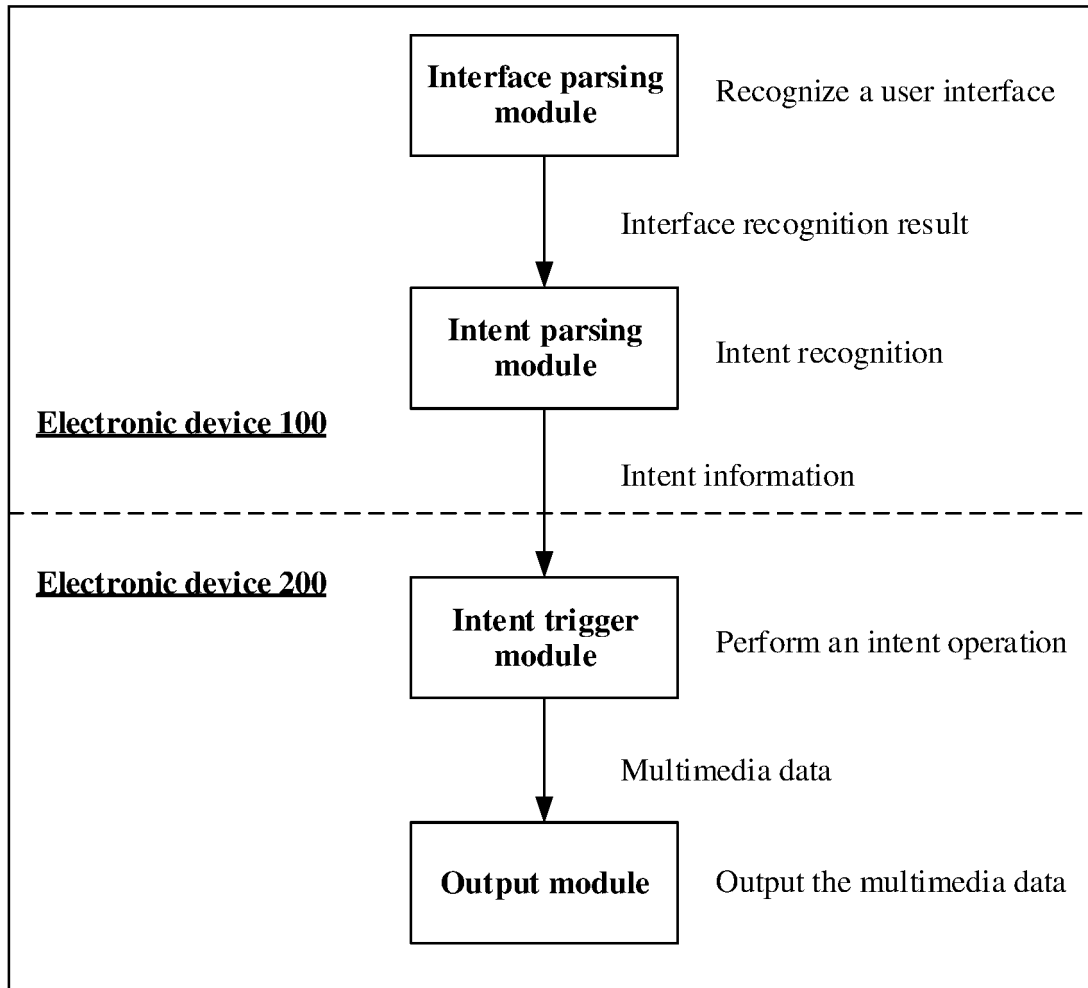 Interface parsing
module
Recognize a user interface
Interface recognition result
Intent parsing
module
Intent recognition
Electronic device 100
Intent information
Electronic device 200
Intent trigger
module
Perform an intent operation
Multimedia data
Output module
Output the multimedia data